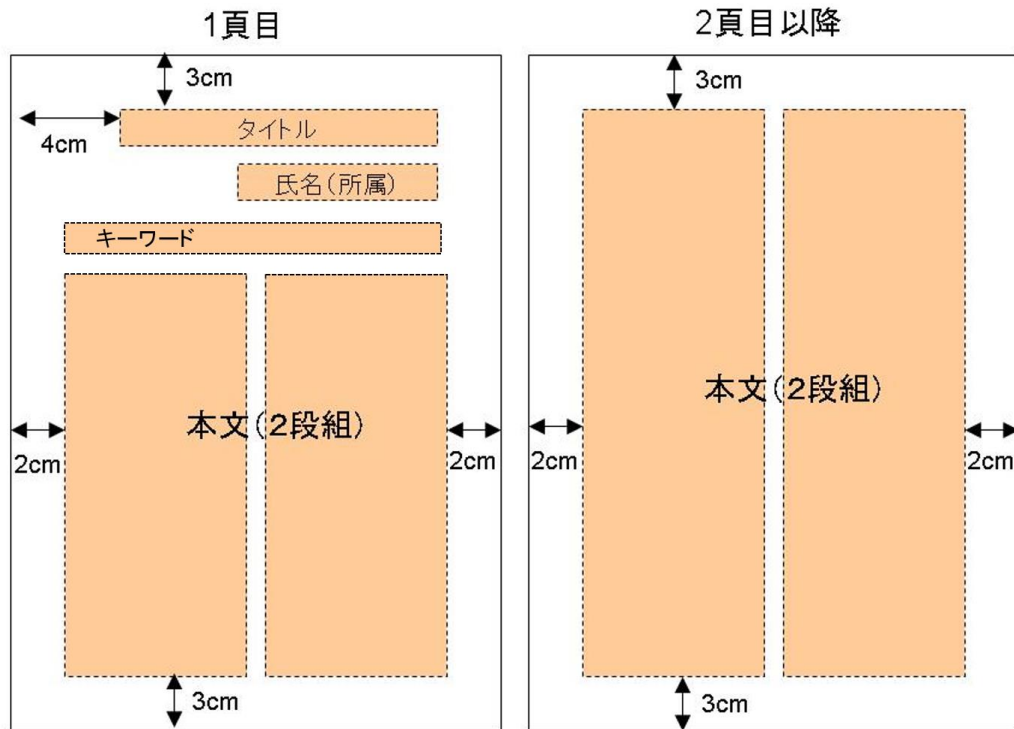 1頁目
3cm
4cm
タイトル
氏名(所属)
キーワード
本文(2段組)
2cm
2cm
3cm
2頁目以降
3cm
本文(2段組)
2cm
2cm
3cm